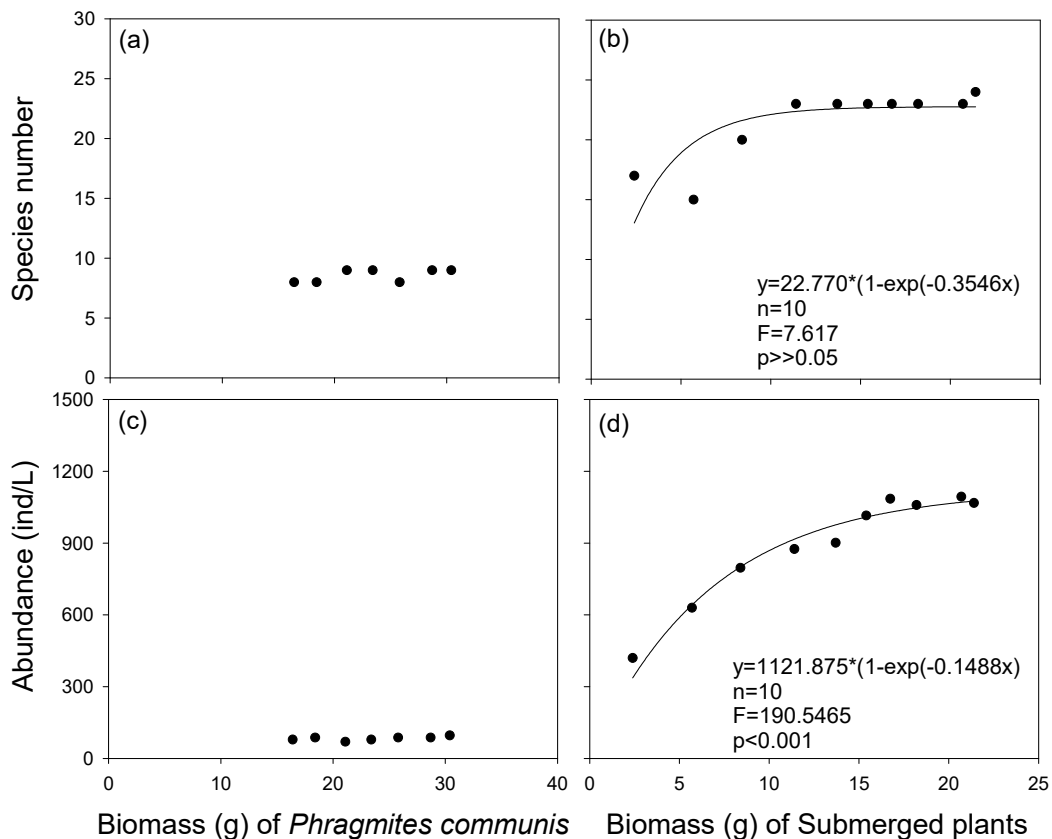 (a)
(b)
Species number
30
25
20
15
10
5
0
y=22.770*(1-exp(-0.3546x)
n=10
F=7.617
p>>0.05
(c)
(d)
Abundance (ind/L)
1500
1200
900
600
300
0
y=1121.875*(1-exp(-0.1488x)
n=10
F=190.5465
p<0.001
0 10 20 30 40
0 5 10 15 20 25
Biomass (g) of Phragmites communis
Biomass (g) of Submerged plants